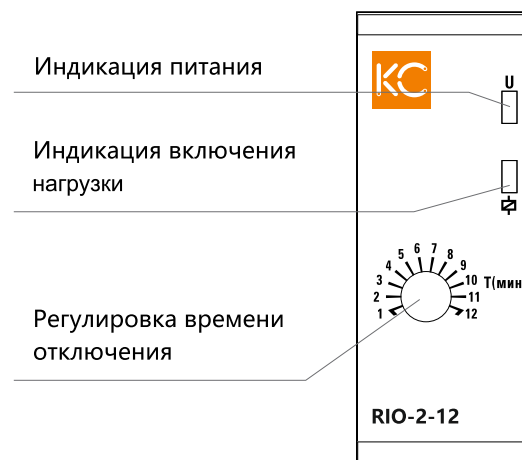 Индикация питания
КС
U
Индикация включения
нагрузки
6 7
5 8
4 9
3 10 T(мин
2 11
1 12
Регулировка времени
отключения
RIO-2-12